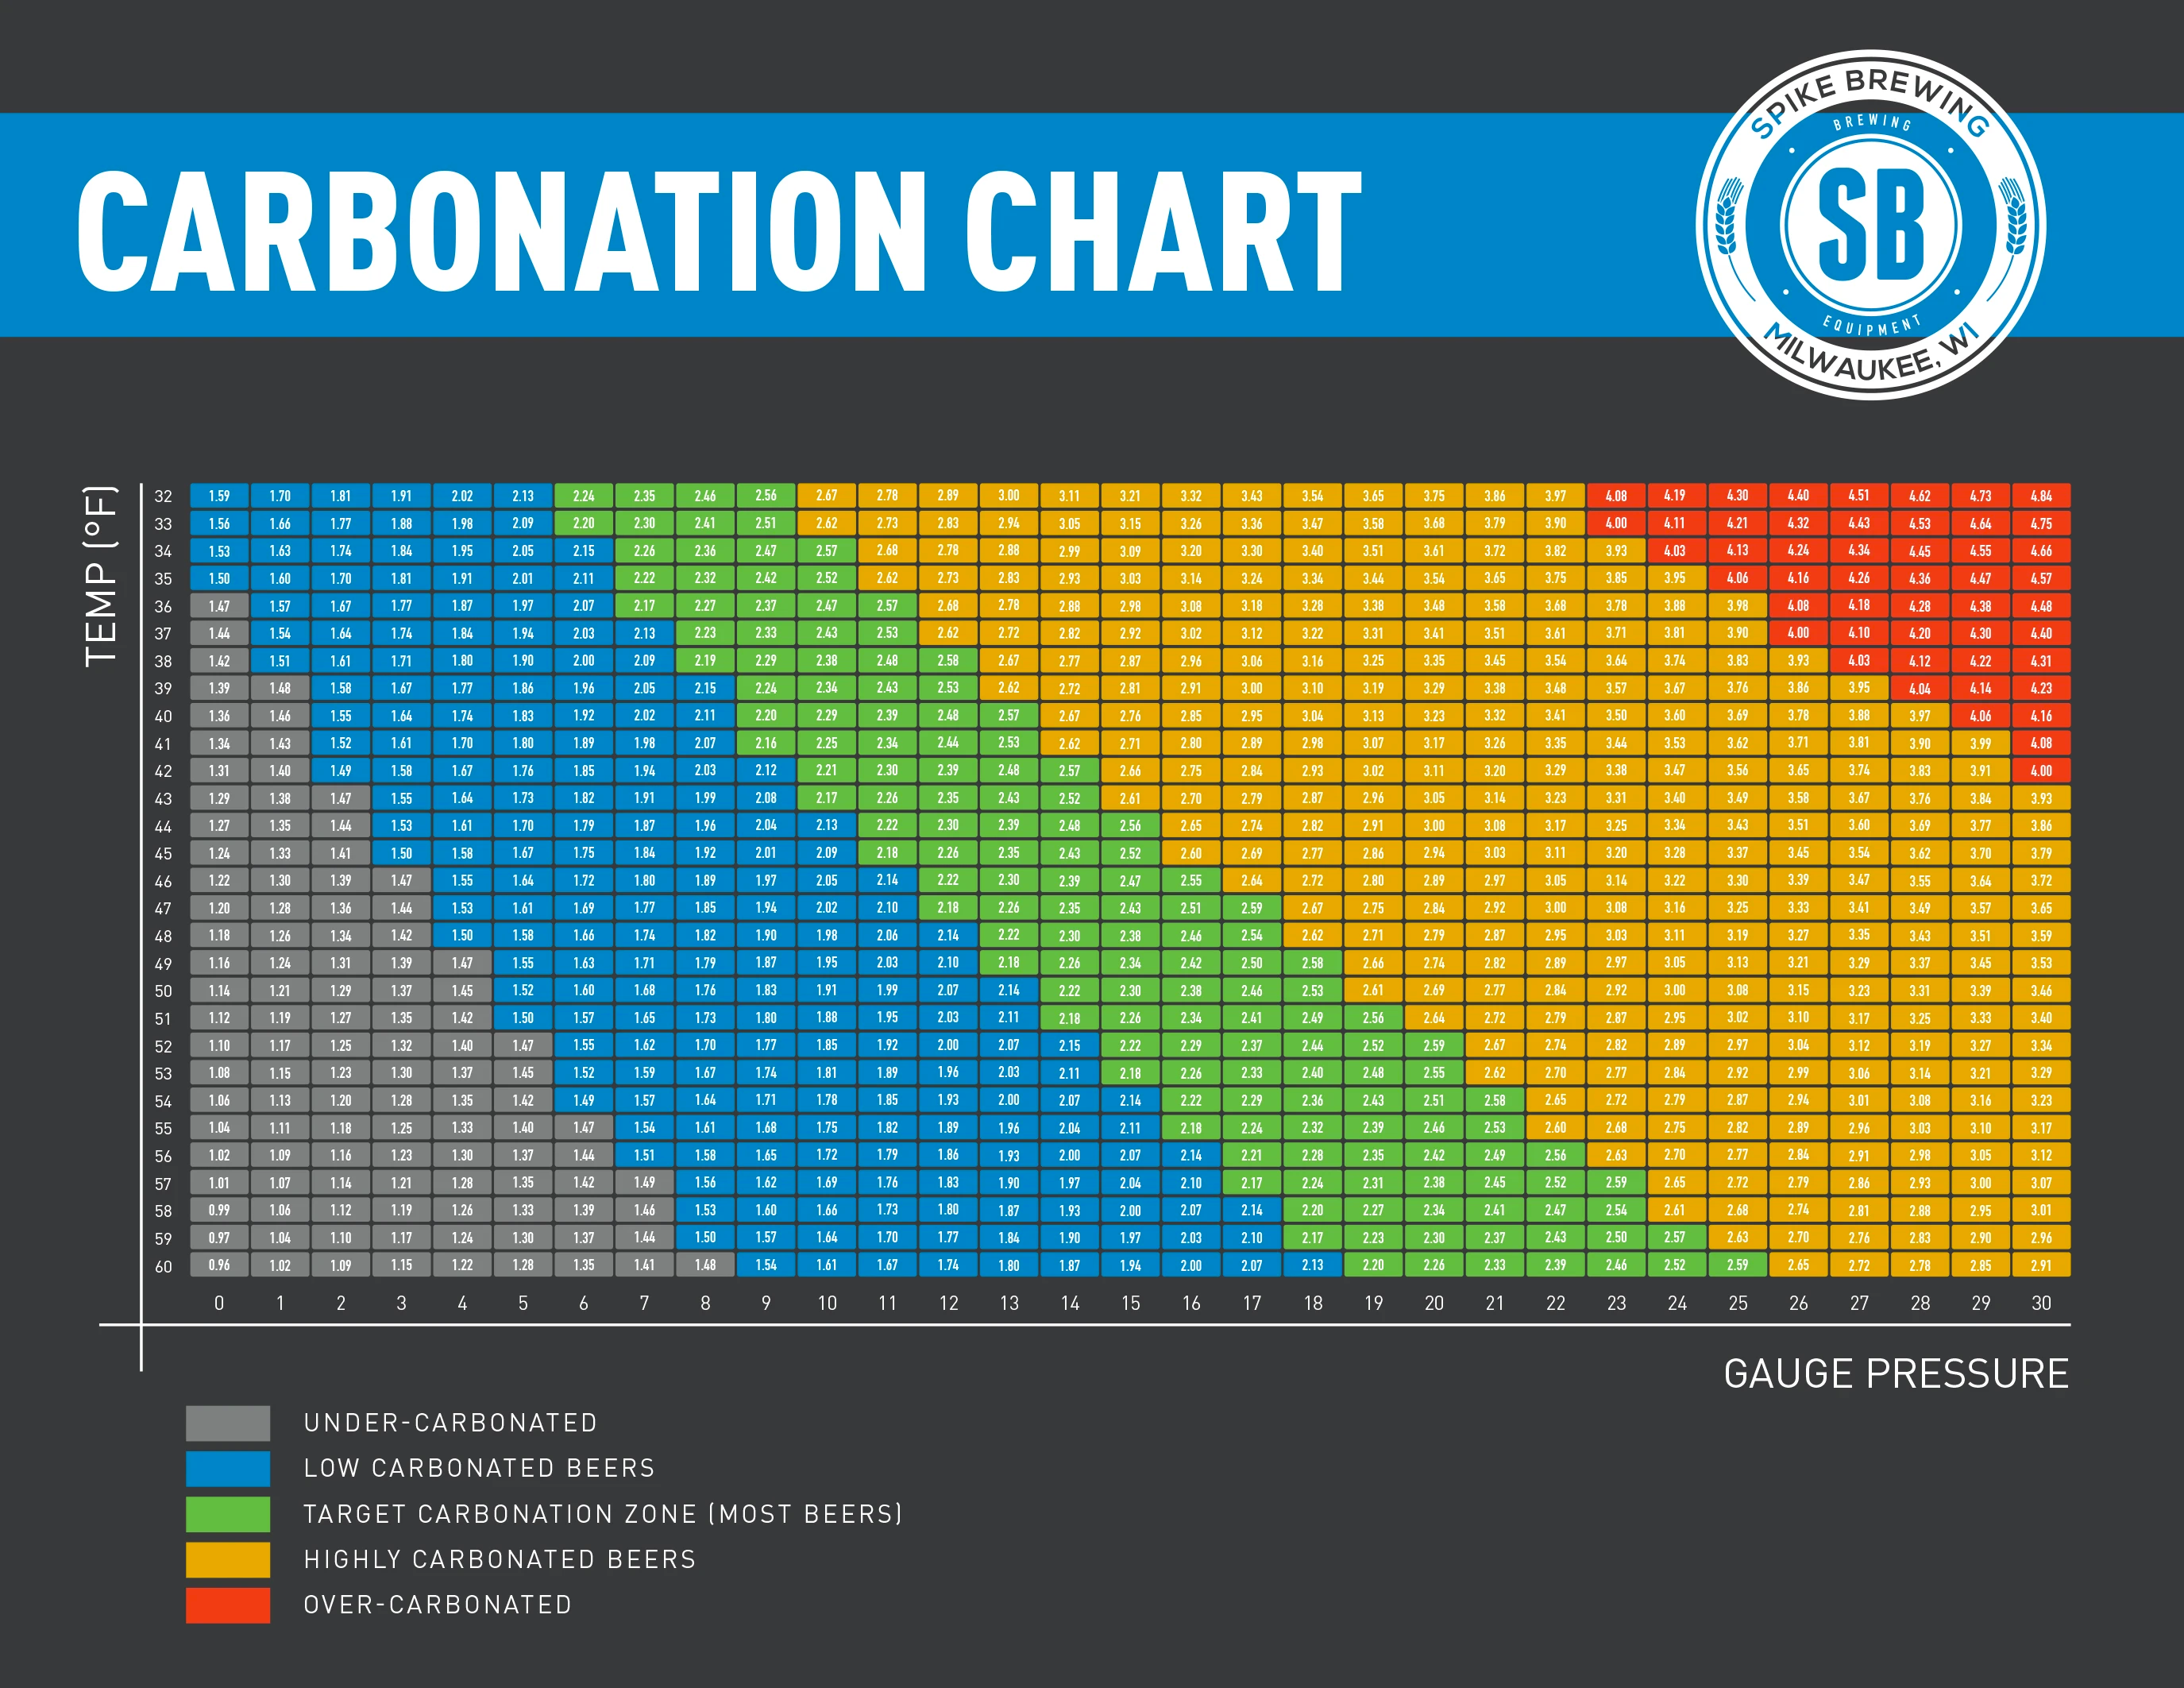 SPIKE BREWING
BREWING
CARBONATION CHART
SB
EQUIPMENT
MILWAUKEE, WI
TEMP (°F)
32 1.59 1.70 1.81 1.91 2.02 2.13 2.24 2.35 2.46 2.56 2.67 2.78 2.89 3.00 3.11 3.21 3.32 3.43 3.54 3.65 3.75 3.86 3.97 4.08 4.19 4.30 4.40 4.51 4.62 4.73 4.84
33 1.56 1.66 1.77 1.88 1.98 2.09 2.20 2.30 2.41 2.51 2.62 2.73 2.83 2.94 3.05 3.15 3.26 3.36 3.47 3.58 3.68 3.79 3.90 4.00 4.11 4.21 4.32 4.43 4.53 4.64 4.75
34 1.53 1.63 1.74 1.84 1.95 2.05 2.15 2.26 2.36 2.47 2.57 2.68 2.78 2.88 2.99 3.09 3.20 3.30 3.40 3.51 3.61 3.72 3.82 3.93 4.03 4.13 4.24 4.34 4.45 4.55 4.66
35 1.50 1.60 1.70 1.81 1.91 2.01 2.11 2.22 2.32 2.42 2.52 2.62 2.73 2.83 2.93 3.03 3.14 3.24 3.34 3.44 3.54 3.65 3.75 3.85 3.95 4.06 4.16 4.26 4.36 4.47 4.57
36 1.47 1.57 1.67 1.77 1.87 1.97 2.07 2.17 2.27 2.37 2.47 2.57 2.68 2.78 2.88 2.98 3.08 3.18 3.28 3.38 3.48 3.58 3.68 3.78 3.88 3.98 4.08 4.18 4.28 4.38 4.48
37 1.44 1.54 1.64 1.74 1.84 1.94 2.03 2.13 2.23 2.33 2.43 2.53 2.62 2.72 2.82 2.92 3.02 3.12 3.22 3.31 3.41 3.51 3.61 3.71 3.81 3.90 4.00 4.10 4.20 4.30 4.40
38 1.42 1.51 1.61 1.71 1.80 1.90 2.00 2.09 2.19 2.29 2.38 2.48 2.58 2.67 2.77 2.87 2.96 3.06 3.16 3.25 3.35 3.45 3.54 3.64 3.74 3.83 3.93 4.03 4.12 4.22 4.31
39 1.39 1.48 1.58 1.67 1.77 1.86 1.96 2.05 2.15 2.24 2.34 2.43 2.53 2.62 2.72 2.81 2.91 3.00 3.10 3.19 3.29 3.38 3.48 3.57 3.67 3.76 3.86 3.95 4.04 4.14 4.23
40 1.36 1.46 1.55 1.64 1.74 1.83 1.92 2.02 2.11 2.20 2.29 2.39 2.48 2.57 2.67 2.76 2.85 2.95 3.04 3.13 3.23 3.32 3.41 3.50 3.60 3.69 3.78 3.88 3.97 4.06 4.16
41 1.34 1.43 1.52 1.61 1.70 1.80 1.89 1.98 2.07 2.16 2.25 2.34 2.44 2.53 2.62 2.71 2.80 2.89 2.98 3.07 3.17 3.26 3.35 3.44 3.53 3.62 3.71 3.81 3.90 3.99 4.08
42 1.31 1.40 1.49 1.58 1.67 1.76 1.85 1.94 2.03 2.12 2.21 2.30 2.39 2.48 2.57 2.66 2.75 2.84 2.93 3.02 3.11 3.20 3.29 3.38 3.47 3.56 3.65 3.74 3.83 3.91 4.00
43 1.29 1.38 1.47 1.55 1.64 1.73 1.82 1.91 1.99 2.08 2.17 2.26 2.35 2.43 2.52 2.61 2.70 2.79 2.87 2.96 3.05 3.14 3.23 3.31 3.40 3.49 3.58 3.67 3.76 3.84 3.93
44 1.27 1.35 1.44 1.53 1.61 1.70 1.79 1.87 1.96 2.04 2.13 2.22 2.30 2.39 2.48 2.56 2.65 2.74 2.82 2.91 3.00 3.08 3.17 3.25 3.34 3.43 3.51 3.60 3.69 3.77 3.86
45 1.24 1.33 1.41 1.50 1.58 1.67 1.75 1.84 1.92 2.01 2.09 2.18 2.26 2.35 2.43 2.52 2.60 2.69 2.77 2.86 2.94 3.03 3.11 3.20 3.28 3.37 3.45 3.54 3.62 3.70 3.79
46 1.22 1.30 1.39 1.47 1.55 1.64 1.72 1.80 1.89 1.97 2.05 2.14 2.22 2.30 2.39 2.47 2.55 2.64 2.72 2.80 2.89 2.97 3.05 3.14 3.22 3.30 3.39 3.47 3.55 3.64 3.72
47 1.20 1.28 1.36 1.44 1.53 1.61 1.69 1.77 1.85 1.94 2.02 2.10 2.18 2.26 2.35 2.43 2.51 2.59 2.67 2.75 2.84 2.92 3.00 3.08 3.16 3.25 3.33 3.41 3.49 3.57 3.65
48 1.18 1.26 1.34 1.42 1.50 1.58 1.66 1.74 1.82 1.90 1.98 2.06 2.14 2.22 2.30 2.38 2.46 2.54 2.62 2.71 2.79 2.87 2.95 3.03 3.11 3.19 3.27 3.35 3.43 3.51 3.59
49 1.16 1.24 1.31 1.39 1.47 1.55 1.63 1.71 1.79 1.87 1.95 2.03 2.10 2.18 2.26 2.34 2.42 2.50 2.58 2.66 2.74 2.82 2.89 2.97 3.05 3.13 3.21 3.29 3.37 3.45 3.53
50 1.14 1.21 1.29 1.37 1.45 1.52 1.60 1.68 1.76 1.83 1.91 1.99 2.07 2.14 2.22 2.30 2.38 2.46 2.53 2.61 2.69 2.77 2.84 2.92 3.00 3.08 3.15 3.23 3.31 3.39 3.46
51 1.12 1.19 1.27 1.35 1.42 1.50 1.57 1.65 1.73 1.80 1.88 1.95 2.03 2.11 2.18 2.26 2.34 2.41 2.49 2.56 2.64 2.72 2.79 2.87 2.95 3.02 3.10 3.17 3.25 3.33 3.40
52 1.10 1.17 1.25 1.32 1.40 1.47 1.55 1.62 1.70 1.77 1.85 1.92 2.00 2.07 2.15 2.22 2.29 2.37 2.44 2.52 2.59 2.67 2.74 2.82 2.89 2.97 3.04 3.12 3.19 3.27 3.34
53 1.08 1.15 1.23 1.30 1.37 1.45 1.52 1.59 1.67 1.74 1.81 1.89 1.96 2.03 2.11 2.18 2.26 2.33 2.40 2.48 2.55 2.62 2.70 2.77 2.84 2.92 2.99 3.06 3.14 3.21 3.29
54 1.06 1.13 1.20 1.28 1.35 1.42 1.49 1.57 1.64 1.71 1.78 1.85 1.93 2.00 2.07 2.14 2.22 2.29 2.36 2.43 2.51 2.58 2.65 2.72 2.79 2.87 2.94 3.01 3.08 3.16 3.23
55 1.04 1.11 1.18 1.25 1.33 1.40 1.47 1.54 1.61 1.68 1.75 1.82 1.89 1.96 2.04 2.11 2.18 2.24 2.32 2.39 2.46 2.53 2.60 2.68 2.75 2.82 2.89 2.96 3.03 3.10 3.17
56 1.02 1.09 1.16 1.23 1.30 1.37 1.44 1.51 1.58 1.65 1.72 1.79 1.86 1.93 2.00 2.07 2.14 2.21 2.28 2.35 2.42 2.49 2.56 2.63 2.70 2.77 2.84 2.91 2.98 3.05 3.12
57 1.01 1.07 1.14 1.21 1.28 1.35 1.42 1.49 1.56 1.62 1.69 1.76 1.83 1.90 1.97 2.04 2.10 2.17 2.24 2.31 2.38 2.45 2.52 2.59 2.65 2.72 2.79 2.86 2.93 3.00 3.07
58 0.99 1.06 1.12 1.19 1.26 1.33 1.39 1.46 1.53 1.60 1.66 1.73 1.80 1.87 1.93 2.00 2.07 2.14 2.20 2.27 2.34 2.41 2.47 2.54 2.61 2.68 2.74 2.81 2.88 2.95 3.01
59 0.97 1.04 1.10 1.17 1.24 1.30 1.37 1.44 1.50 1.57 1.64 1.70 1.77 1.84 1.90 1.97 2.03 2.10 2.17 2.23 2.30 2.37 2.43 2.50 2.57 2.63 2.70 2.76 2.83 2.90 2.96
60 0.96 1.02 1.09 1.15 1.22 1.28 1.35 1.41 1.48 1.54 1.61 1.67 1.74 1.80 1.87 1.94 2.00 2.07 2.13 2.20 2.26 2.33 2.39 2.46 2.52 2.59 2.65 2.72 2.78 2.85 2.91
0 1 2 3 4 5 6 7 8 9 10 11 12 13 14 15 16 17 18 19 20 21 22 23 24 25 26 27 28 29 30
GAUGE PRESSURE
UNDER-CARBONATED
LOW CARBONATED BEERS
TARGET CARBONATION ZONE (MOST BEERS)
HIGHLY CARBONATED BEERS
OVER-CARBONATED